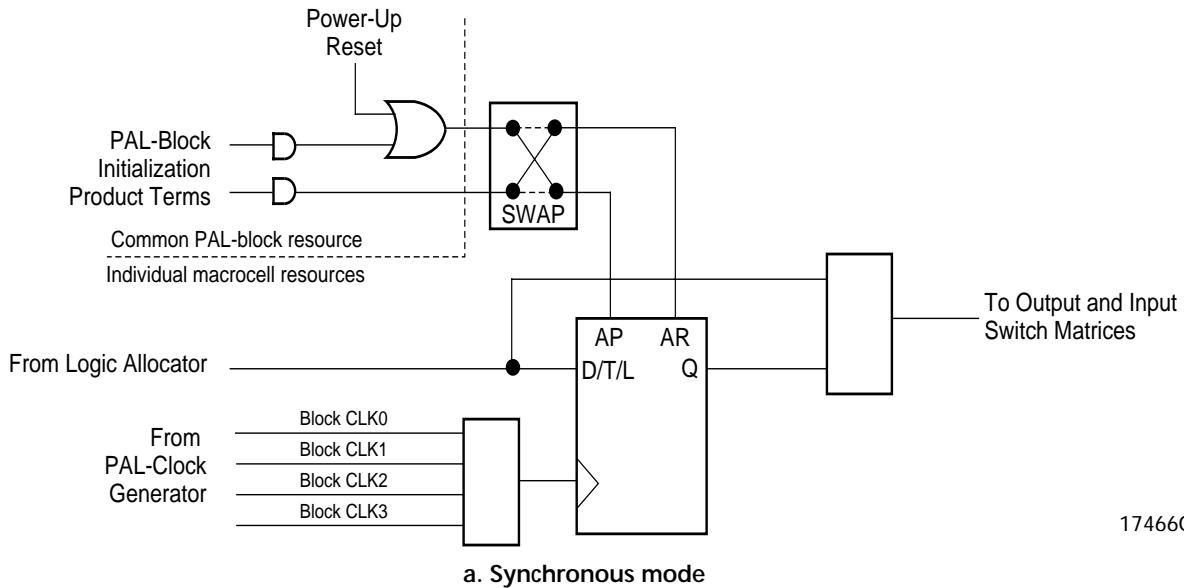 Power-Up
Reset
PAL-Block
Initialization
Product Terms
SWAP
Common PAL-block resource
Individual macrocell resources
To Output and Input
Switch Matrices
AP AR
From Logic Allocator
D/T/L Q
From
PAL-Clock
Generator
Block CLK0
Block CLK1
Block CLK2
Block CLK3
17466
a. Synchronous mode